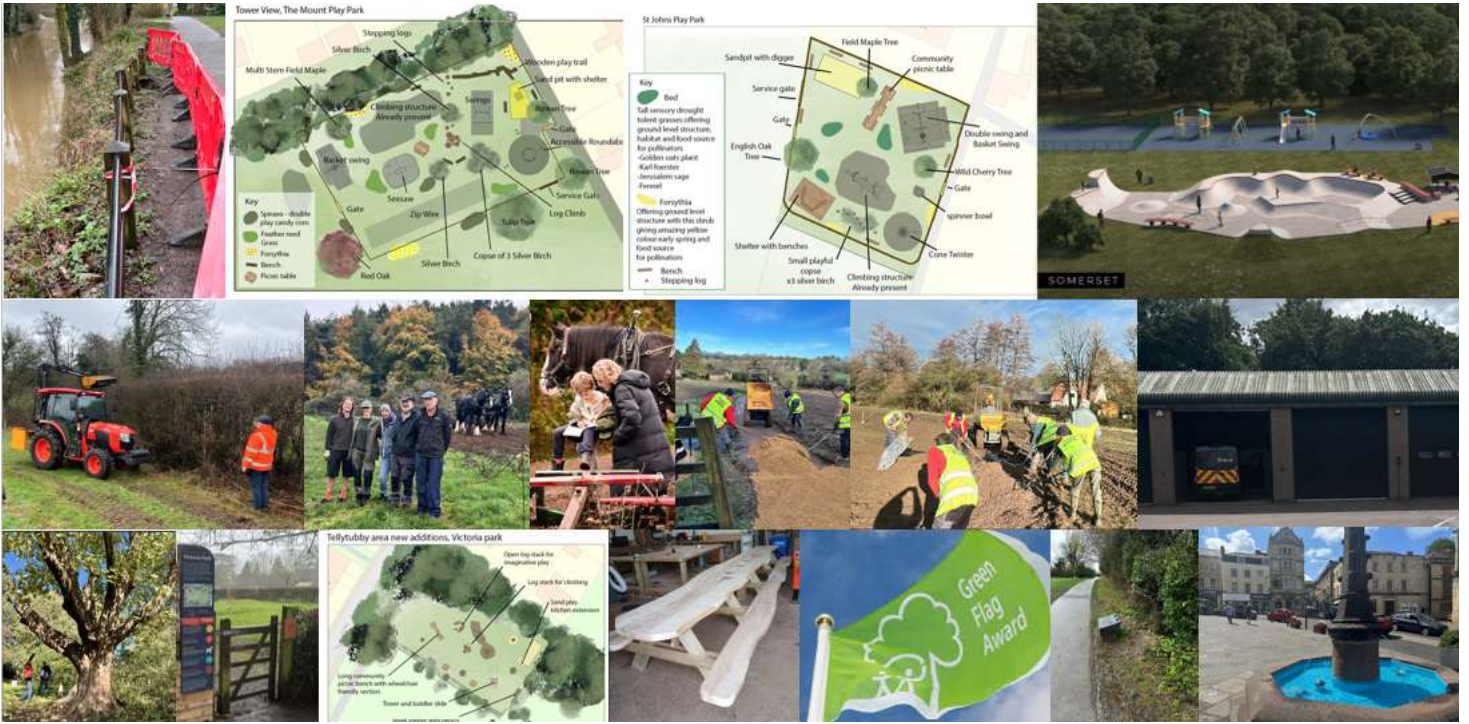 Tower View, The Mount Play Park
Stepping logs
Silver Birch
Multi Stem Field Maple
Wooden play trail
Sand pit with shelter
Climbing structure
Already present
Swings
Rowan Tree
Gate
Accessible Roundabo
Basket swing
Seesaw
Rowan Tree
Service Gate
Log Climb
Zip Wire
Tulip Tree
Gate
Copse of 3 Silver Birch
Silver Birch
Red Oak
Key
Spiraea - double
play candy corn
Feather reed
Grass
Forsythia
Bench
Picnic table
St Johns Play Park
Key
Bed
Tall sensory drought
tolent grasses offering
ground level structure,
habitat and food source
for pollinators
-Golden oats plant
-Karl foerster
-Jerusalem sage
-Fennel
Forsythia
Offering ground level
structure with this shrub
giving amazing yellow
colour early spring and
food source
for pollinations
Bench
Stepping log
Field Maple Tree
Sandpit with digger
Community
picnic table
Service gate
Gate
Double swing and
Basket Swing
English Oak
Tree
Wild Cherry Tree
Gate
spinner bowl
Shelter with benches
Cone Twister
Small playful
copse
x3 silver birch
Climbing structure
Already present
SOMERSET
Tellytubby area new additions, Victoria park
Open log stack for
imaginative play
Log stack for climbing
Sand play
kitchen extension
Long community
picnic bench with wheelchair
friendly section
Tower and toddler slide
Green
Flag
Award